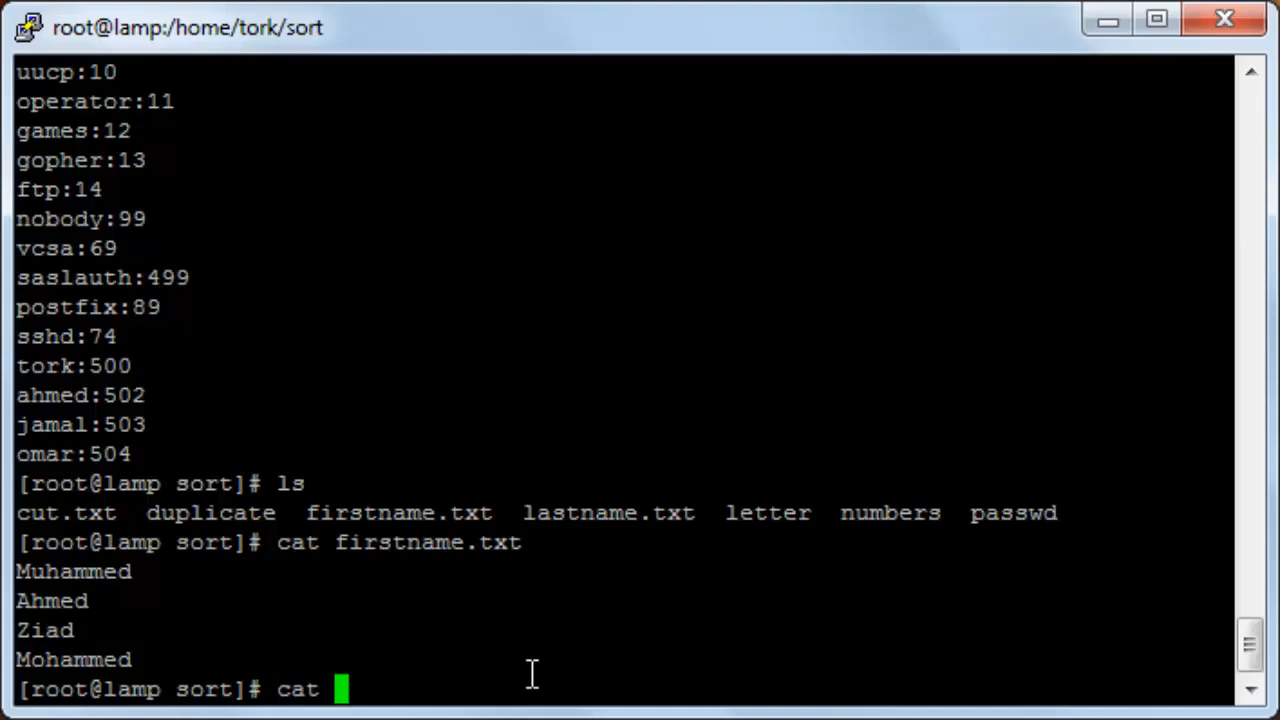 root@lamp:/home/tork/sort
uucp:10
operator:11
games:12
gopher:13
ftp:14
nobody:99
vcsa:69
saslauth:499
postfix:89
sshd:74
tork:500
ahmed:502
jamal:503
omar:504
[root@lamp sort]# ls
cut.txt  duplicate  firstname.txt  lastname.txt  letter  numbers  passwd
[root@lamp sort]# cat firstname.txt
Muhammed
Ahmed
Ziad
Mohammed
[root@lamp sort]# cat